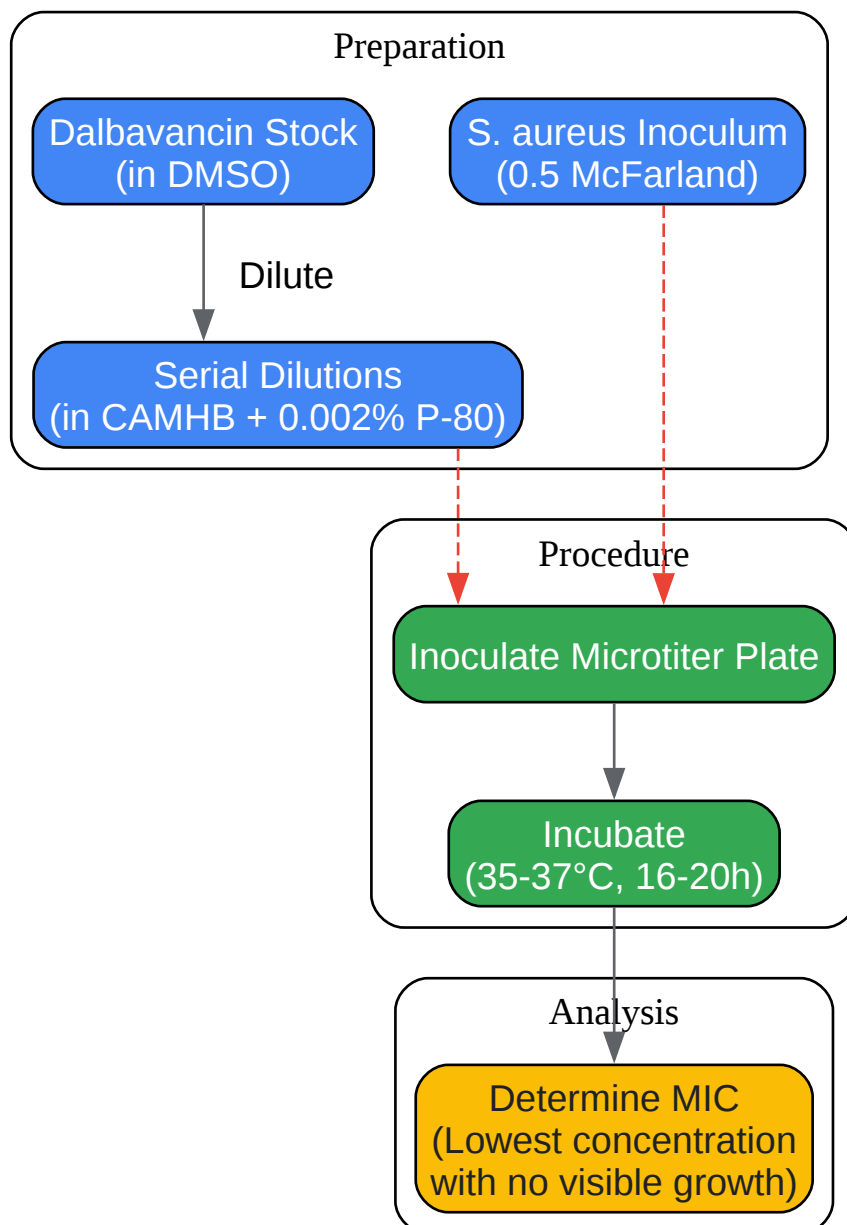 Preparation
Dalbavancin Stock
(in DMSO)
S. aureus Inoculum
(0.5 McFarland)
Dilute
Serial Dilutions
(in CAMHB + 0.002% P-80)
Procedure
Inoculate Microtiter Plate
Incubate
(35-37°C, 16-20h)
Analysis
Determine MIC
(Lowest concentration
with no visible growth)